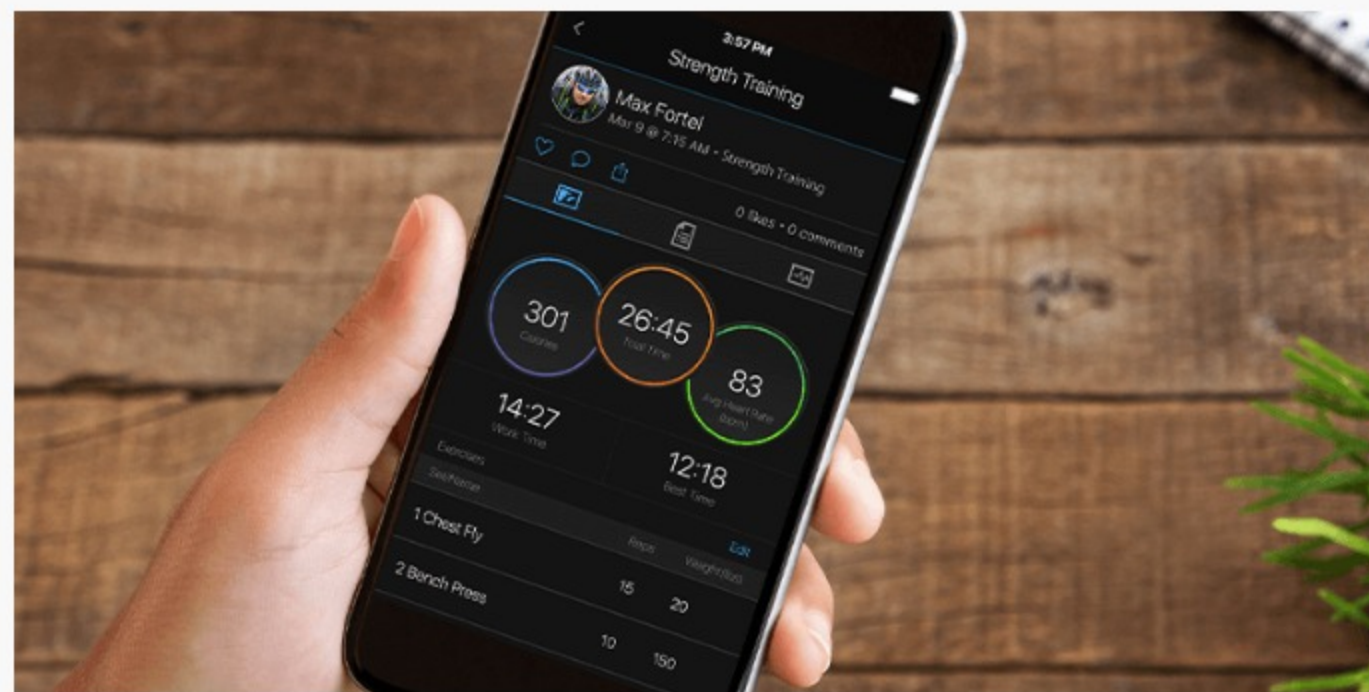 3:57 PM
Strength Training
Max Fortel
Mar 9 @ 7:15 AM • Strength Training
0 likes • 0 comments
301
Calories
26:45
Total Time
83
Avg Heart Rate
(bpm)
14:27
Work Time
12:18
Rest Time
Exercises
Edit
Set/Name Reps Weight (lbs)
1 Chest Fly 15 20
2 Bench Press 10 150